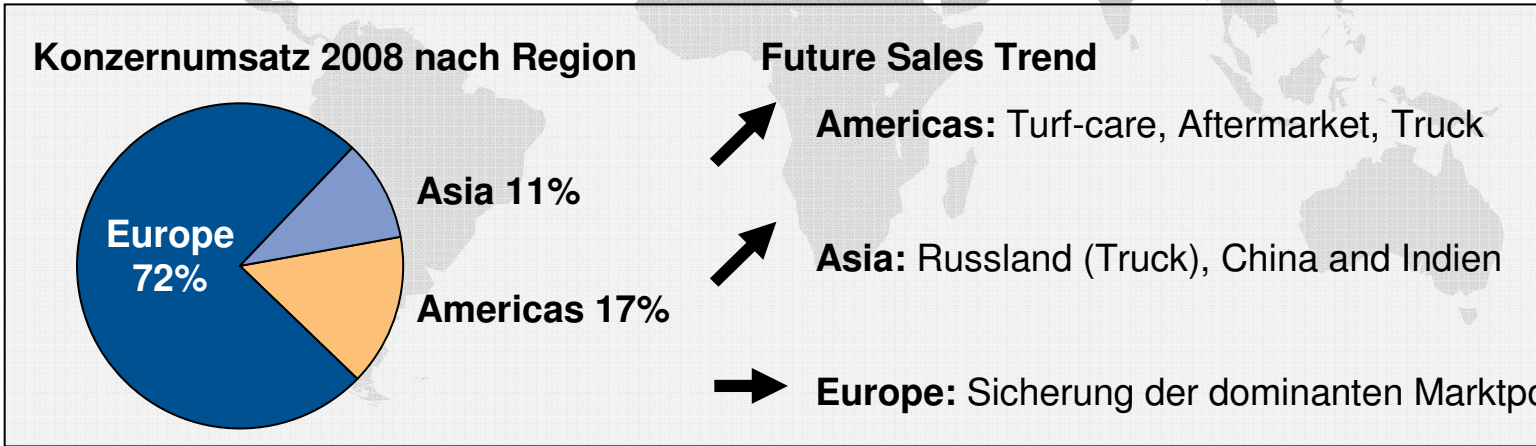 Konzernumsatz 2008 nach Region
Europe
72%
Asia 11%
Americas 17%
Future Sales Trend
Americas: Turf-care, Aftermarket, Truck
Asia: Russland (Truck), China and Indien
Europe: Sicherung der dominanten